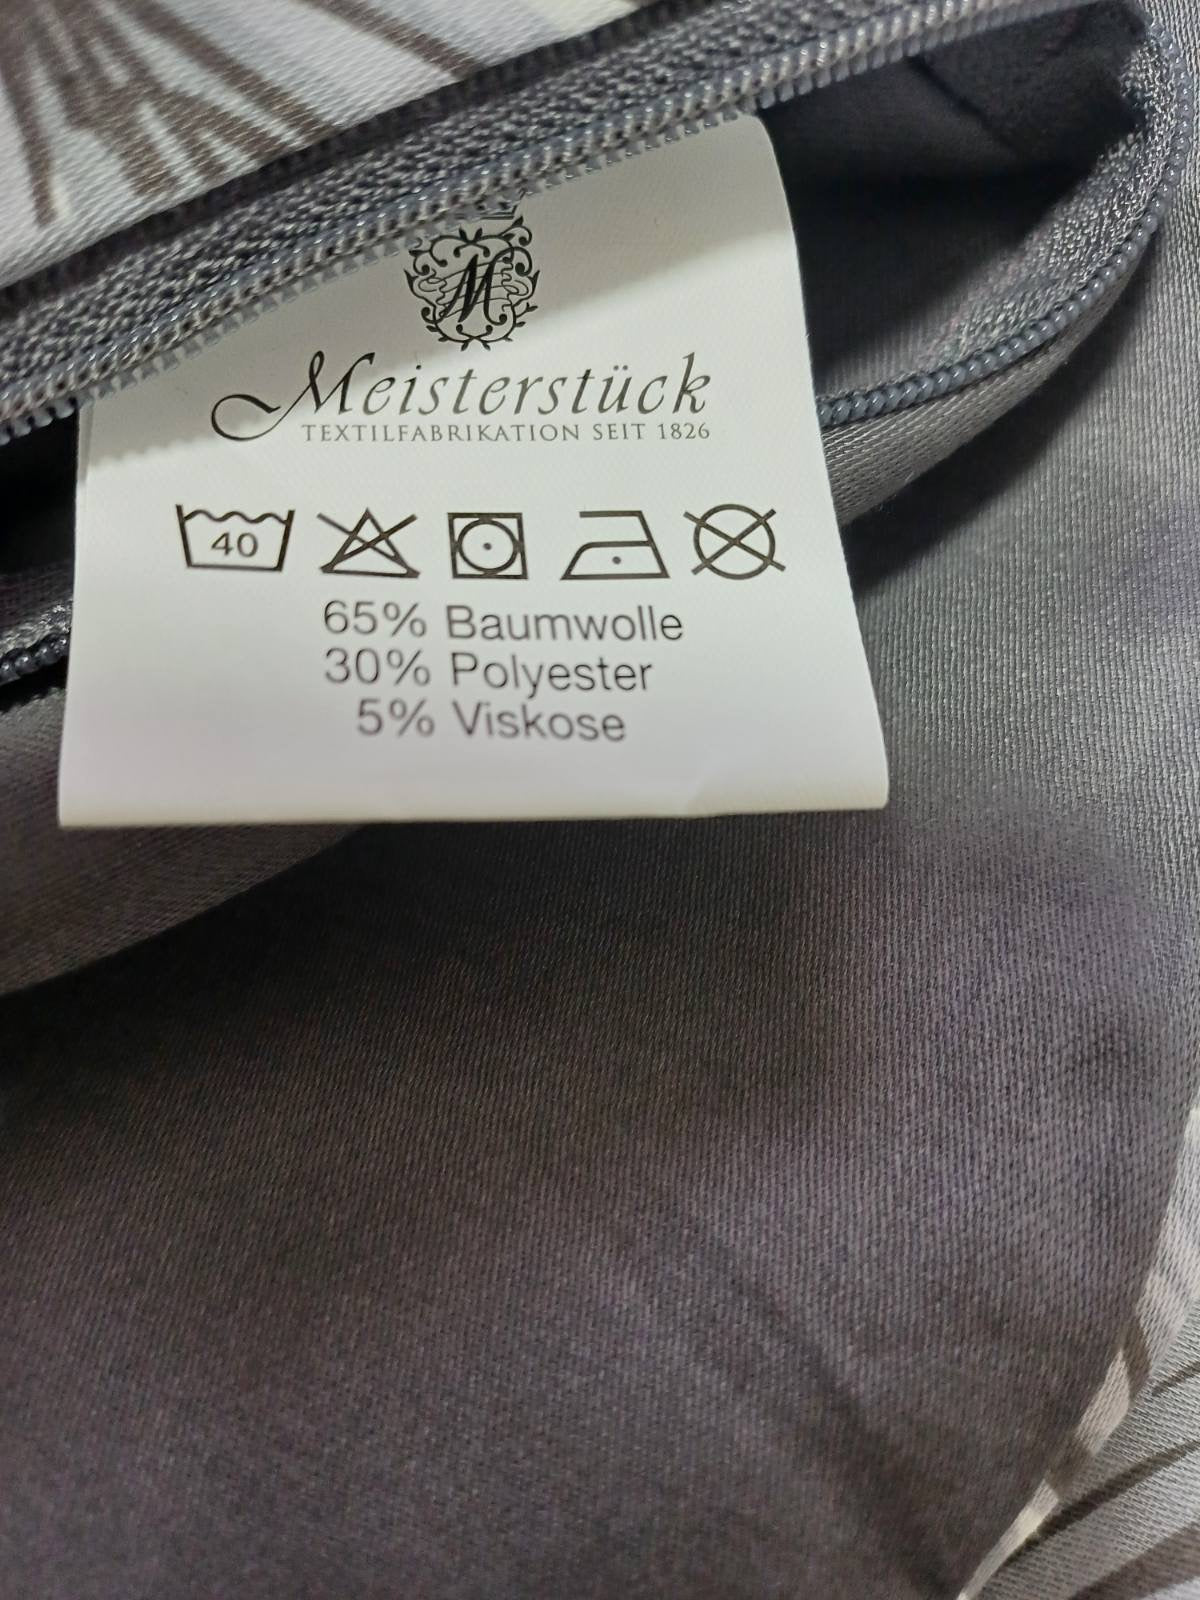 M
Meisterstück
TEXTILFABRIKATION SEIT 1826
40
65% Baumwolle
30% Polyester
5% Viskose